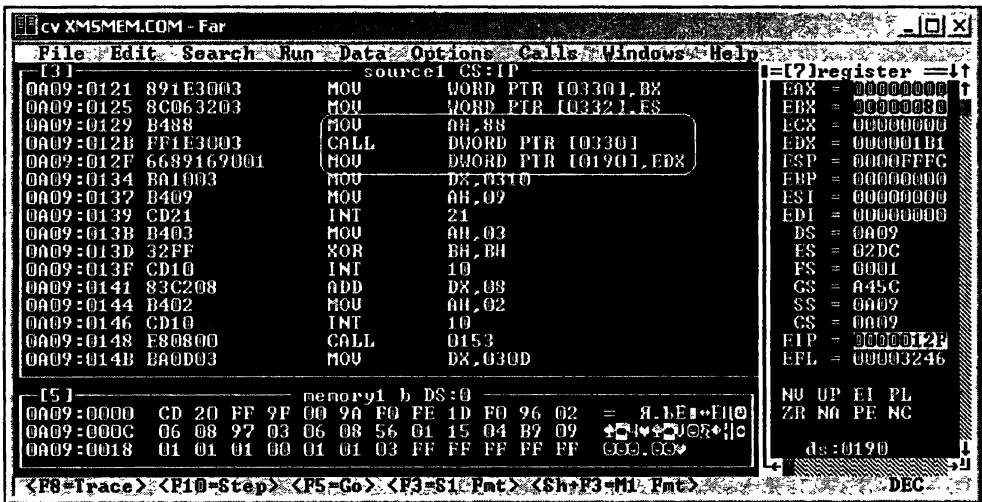 cv XMSMEM.COM - Far
File Edit Search Run Data Options Calls Windows Help
[3] source1 CS:IP
0A09:0121 891E3003 MOV WORD PTR [0330],BX
0A09:0125 8C063203 MOV WORD PTR [0332],ES
0A09:0129 B488 MOV AH,88
0A09:012B FF1E3003 CALL DWORD PTR [0330]
0A09:012F 6689169001 MOV DWORD PTR [0190],EDX
0A09:0134 BA1003 MOV DX,0310
0A09:0137 B409 MOV AH,09
0A09:0139 CD21 INT 21
0A09:013B B403 MOV AH,03
0A09:013D 32FF XOR BH,BH
0A09:013F CD10 INT 10
0A09:0141 83C208 ADD DX,08
0A09:0144 B402 MOV AH,02
0A09:0146 CD10 INT 10
0A09:0148 E80800 CALL 0153
0A09:014B BA0D03 MOV DX,030D
[5] memory1 b DS:0
0A09:0000 CD 20 FF 9F 00 9A F0 FE 1D F0 96 02
0A09:000C 06 08 97 03 06 08 56 01 15 04 B9 09
0A09:0018 01 01 01 00 01 01 03 FF FF FF FF FF
[7]register
EAX = 00000000
EBX = 00000080
ECX = 00000000
EDX = 000001B1
ESP = 0000FFFC
EBP = 00000000
ESI = 00000000
EDI = 00000000
DS = 0A09
ES = 02DC
FS = 0001
GS = A45C
SS = 0A09
CS = 0A09
EIP = 0000012F
EFL = 00003246
NV UP EI PL
ZR NA PE NC
ds:0190
<F8=Trace> <F10=Step> <F5=Go> <F3=S1 Fmt> <Sh+F3=M1 Fmt> DEC